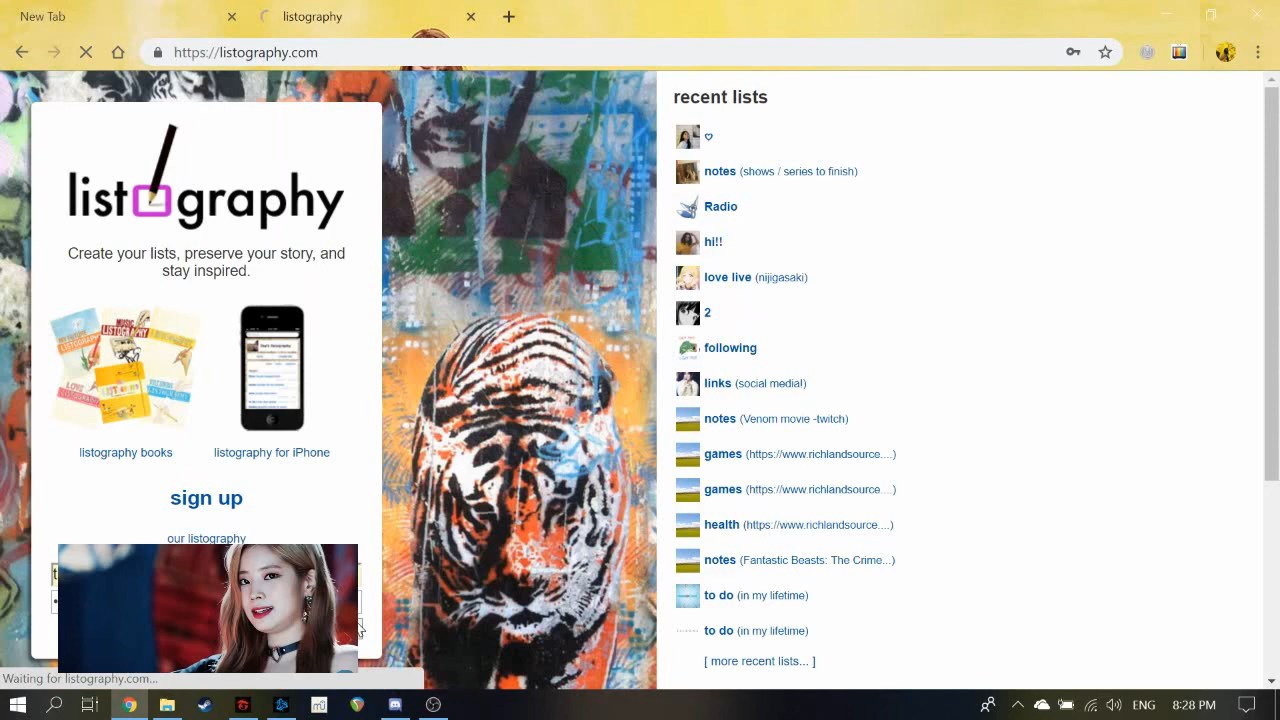 New Tab
https://listography.com
listography
Create your lists, preserve your story, and
stay inspired.
LISTOGRAPHY
listography books
listography for iPhone
sign up
our listography
recent lists
♡
notes (shows / series to finish)
Radio
hi!!
love live (nijigasaki)
2
following
links (social media!)
notes (Venom movie -twitch)
games (https://www.richlandsource....)
games (https://www.richlandsource....)
health (https://www.richlandsource....)
notes (Fantastic Beasts: The Crime...)
to do (in my lifetime)
to do (in my lifetime)
[ more recent lists... ]
Waiting for listography.com...
ENG
8:28 PM